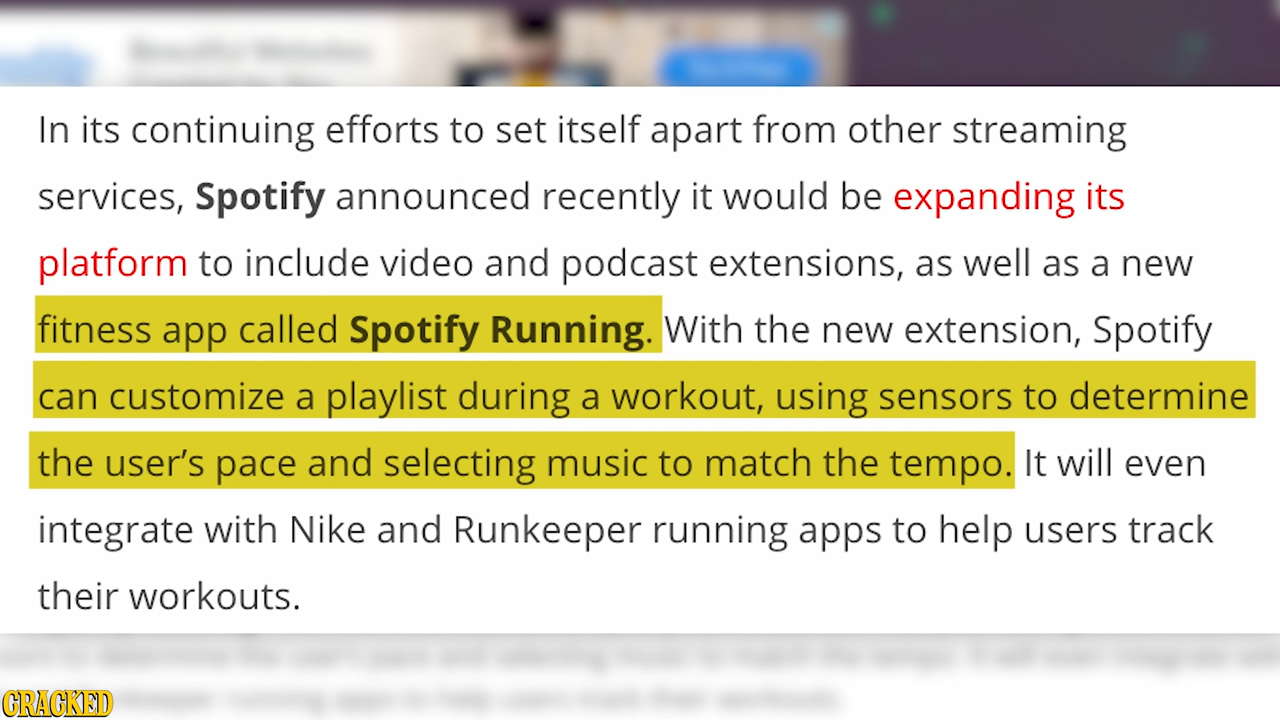 In its continuing efforts to set itself apart from other streaming
services, Spotify announced recently it would be expanding its
platform to include video and podcast extensions, as well as a new
fitness app called Spotify Running. With the new extension, Spotify
can customize a playlist during a workout, using sensors to determine
the user's pace and selecting music to match the tempo. It will even
integrate with Nike and Runkeeper running apps to help users track
their workouts.
CRACKED